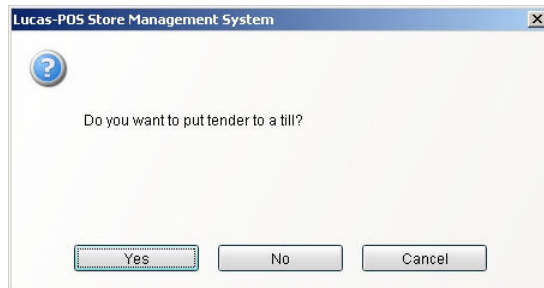 Lucas-POS Store Management System
Do you want to put tender to a till?
Yes No Cancel